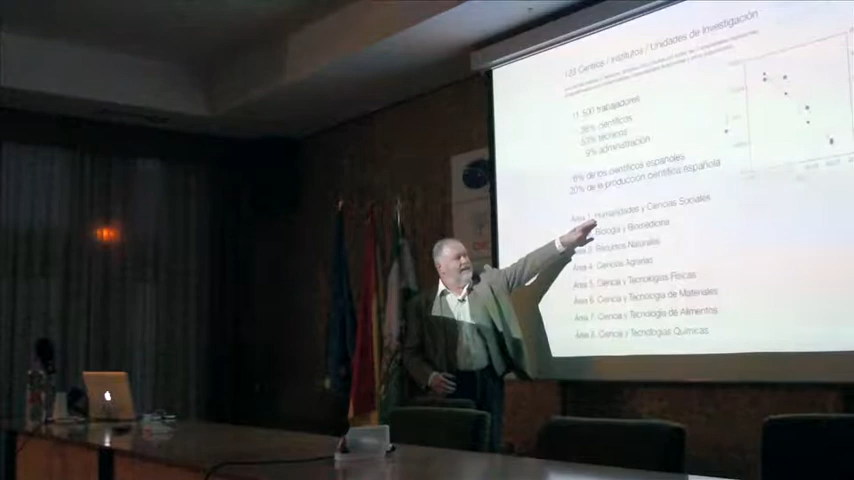 123 Centros / Institutos / Unidades de Investigación
11.500 trabajadores
38% científicos
53% técnicos
9% administración
6% de los científicos españoles
20% de la producción científica española
Área 1. Humanidades y Ciencias Sociales
Biología y Biomedicina
Área 3. Recursos Naturales
Área 4. Ciencias Agrarias
Área 5. Ciencia y Tecnologías Físicas
Área 6. Ciencia y Tecnología de Materiales
Área 7. Ciencia y Tecnología de Alimentos
Área 8. Ciencia y Tecnologías Químicas